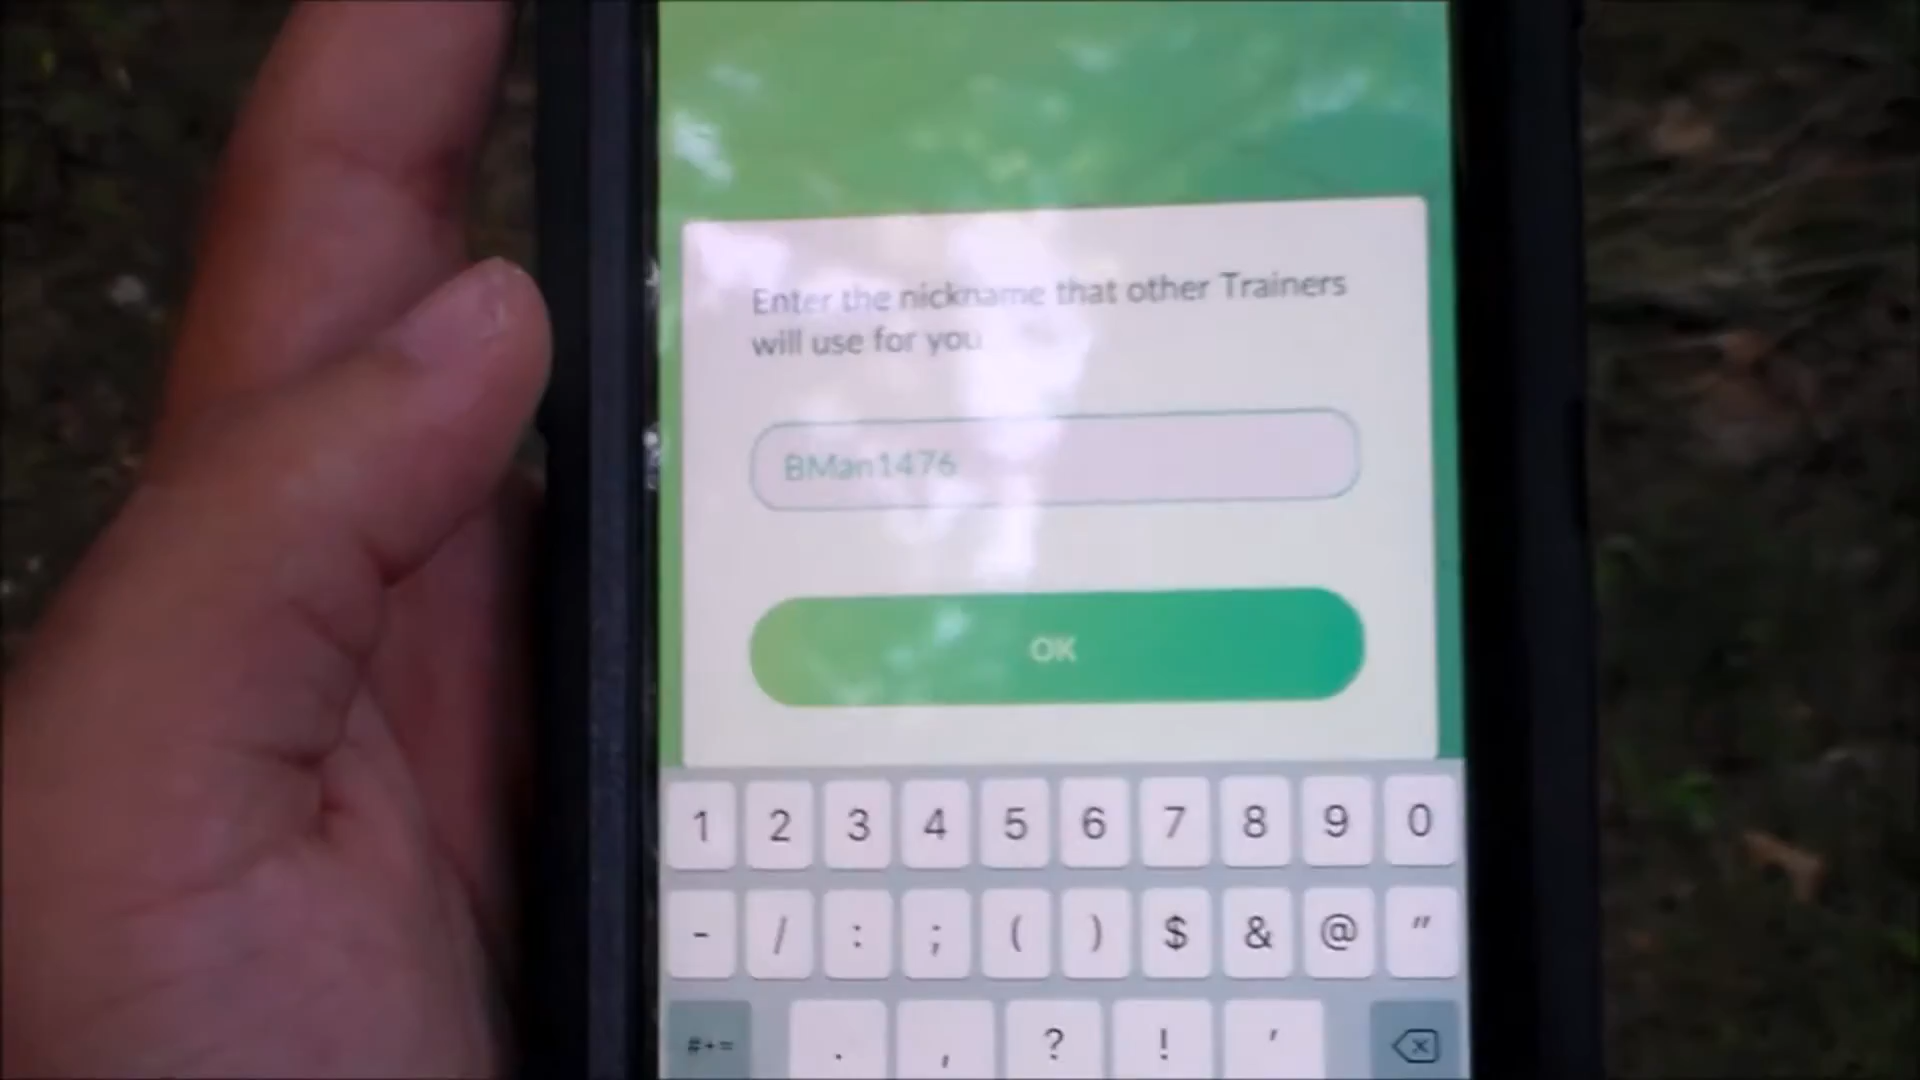 Enter the nickname that other Trainers
will use for you
BMan1476
OK
1 2 3 4 5 6 7 8 9 0
- / : ; ( ) $ & @ "
#+= . , ? ! '